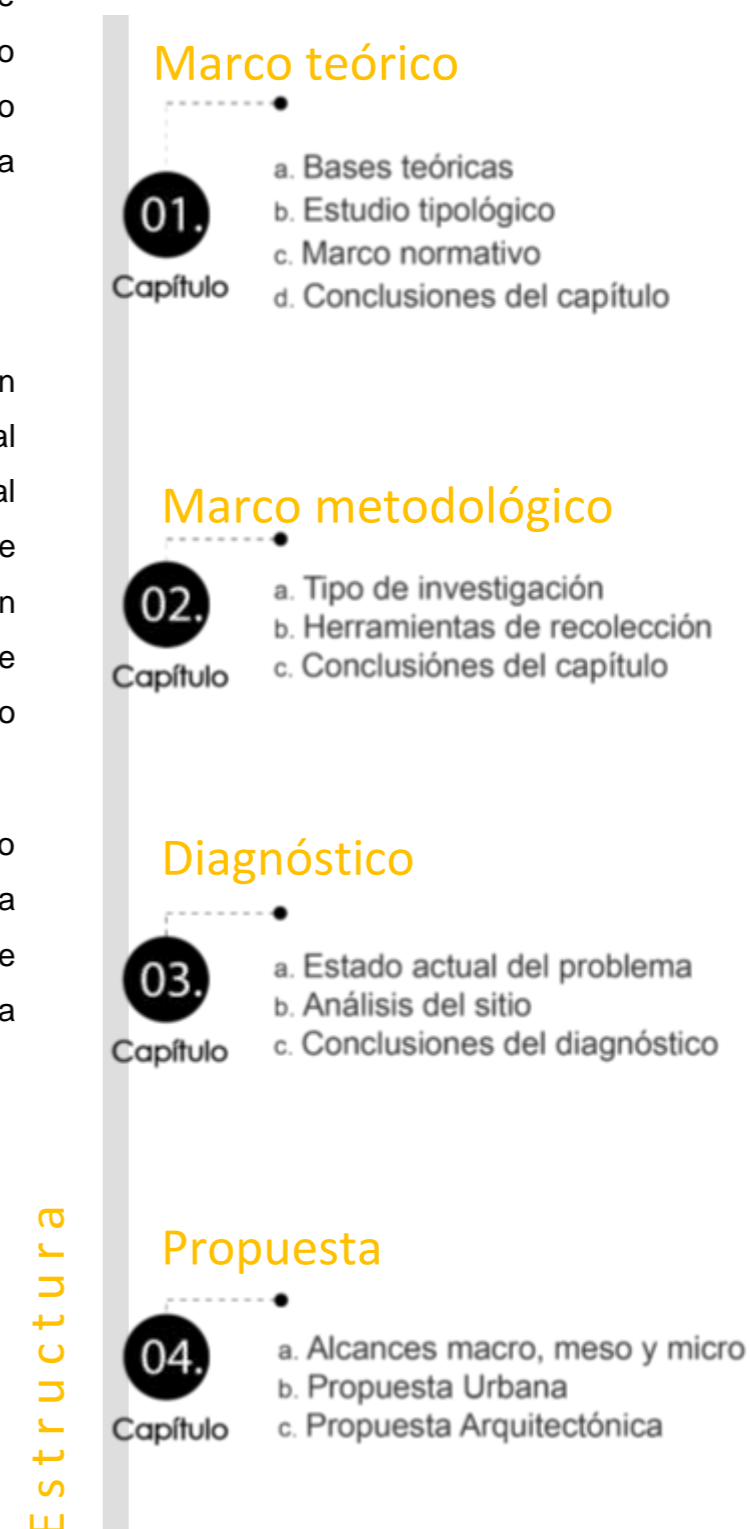 Marco teórico
01.
Capítulo
a. Bases teóricas
b. Estudio tipológico
c. Marco normativo
d. Conclusiones del capítulo
Marco metodológico
02.
Capítulo
a. Tipo de investigación
b. Herramientas de recolección
c. Conclusiónes del capítulo
Diagnóstico
03.
Capítulo
a. Estado actual del problema
b. Análisis del sitio
c. Conclusiones del diagnóstico
Propuesta
04.
Capítulo
a. Alcances macro, meso y micro
b. Propuesta Urbana
c. Propuesta Arquitectónica
Estructura